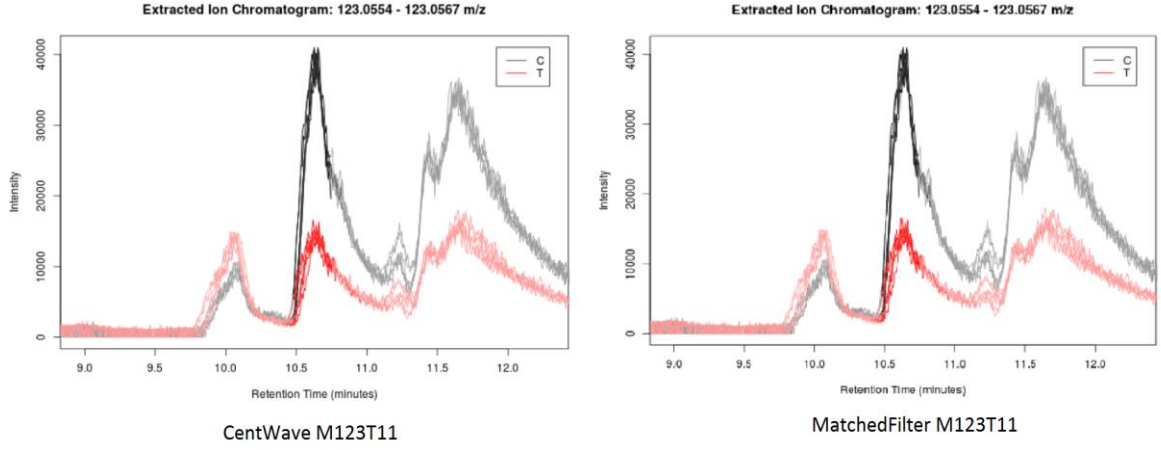 Extracted Ion Chromatogram: 123.0554 - 123.0567 m/z
Intensity
40000
30000
20000
10000
0
C
T
9.0 9.5 10.0 10.5 11.0 11.5 12.0
Retention Time (minutes)
CentWave M123T11
Extracted Ion Chromatogram: 123.0554 - 123.0567 m/z
Intensity
40000
30000
20000
10000
0
C
T
9.0 9.5 10.0 10.5 11.0 11.5 12.0
Retention Time (minutes)
MatchedFilter M123T11